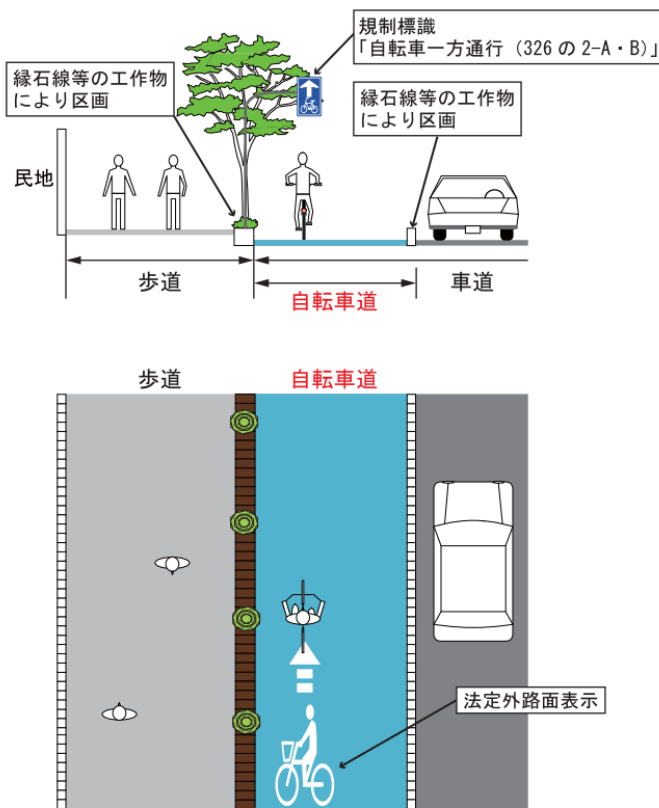 規制標識
「自転車一方通行（326の2-A・B）」
縁石線等の工作物
により区画
縁石線等の工作物
により区画
民地
歩道
自転車道
車道
歩道
自転車道
法定外路面表示